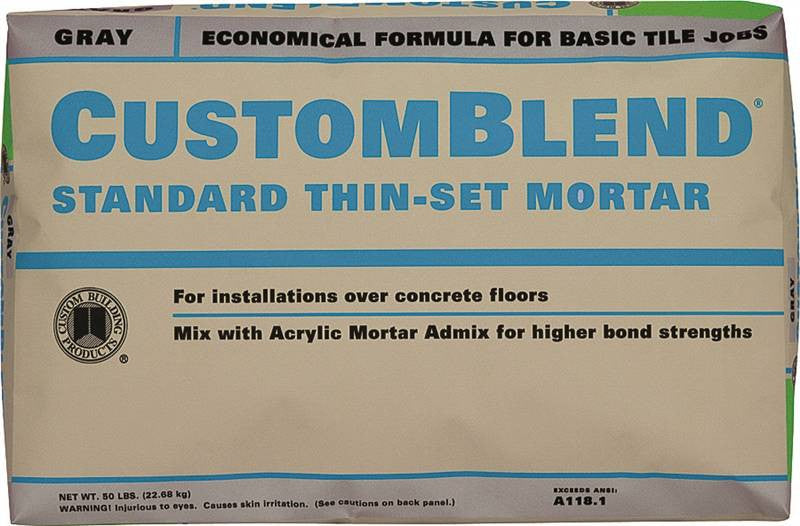 CUSTOMBLEND
GRAY
ECONOMICAL FORMULA FOR BASIC TILE JOBS
CUSTOMBLEND®
STANDARD THIN-SET MORTAR
GRAY
For installations over concrete floors
CUSTOM BUILDING PRODUCTS ®
Mix with Acrylic Mortar Admix for higher bond strengths
NET WT. 50 LBS. (22.68 kg)
WARNING! Injurious to eyes. Causes skin irritation. (See cautions on back panel.)
EXCEEDS ANSI:
A118.1